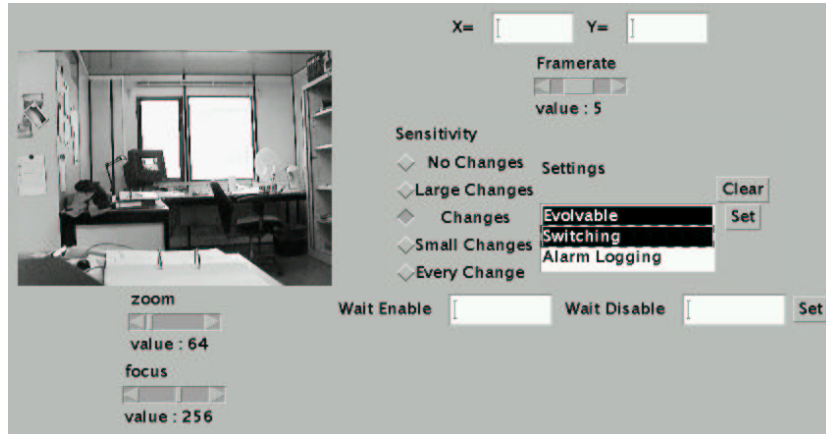 X= Y=
Framerate
value : 5
Sensitivity
No Changes
Large Changes
Changes
Small Changes
Every Change
Settings
Clear
Evolvable
Set
Switching
Alarm Logging
Wait Enable Wait Disable Set
zoom
value : 64
focus
value : 256